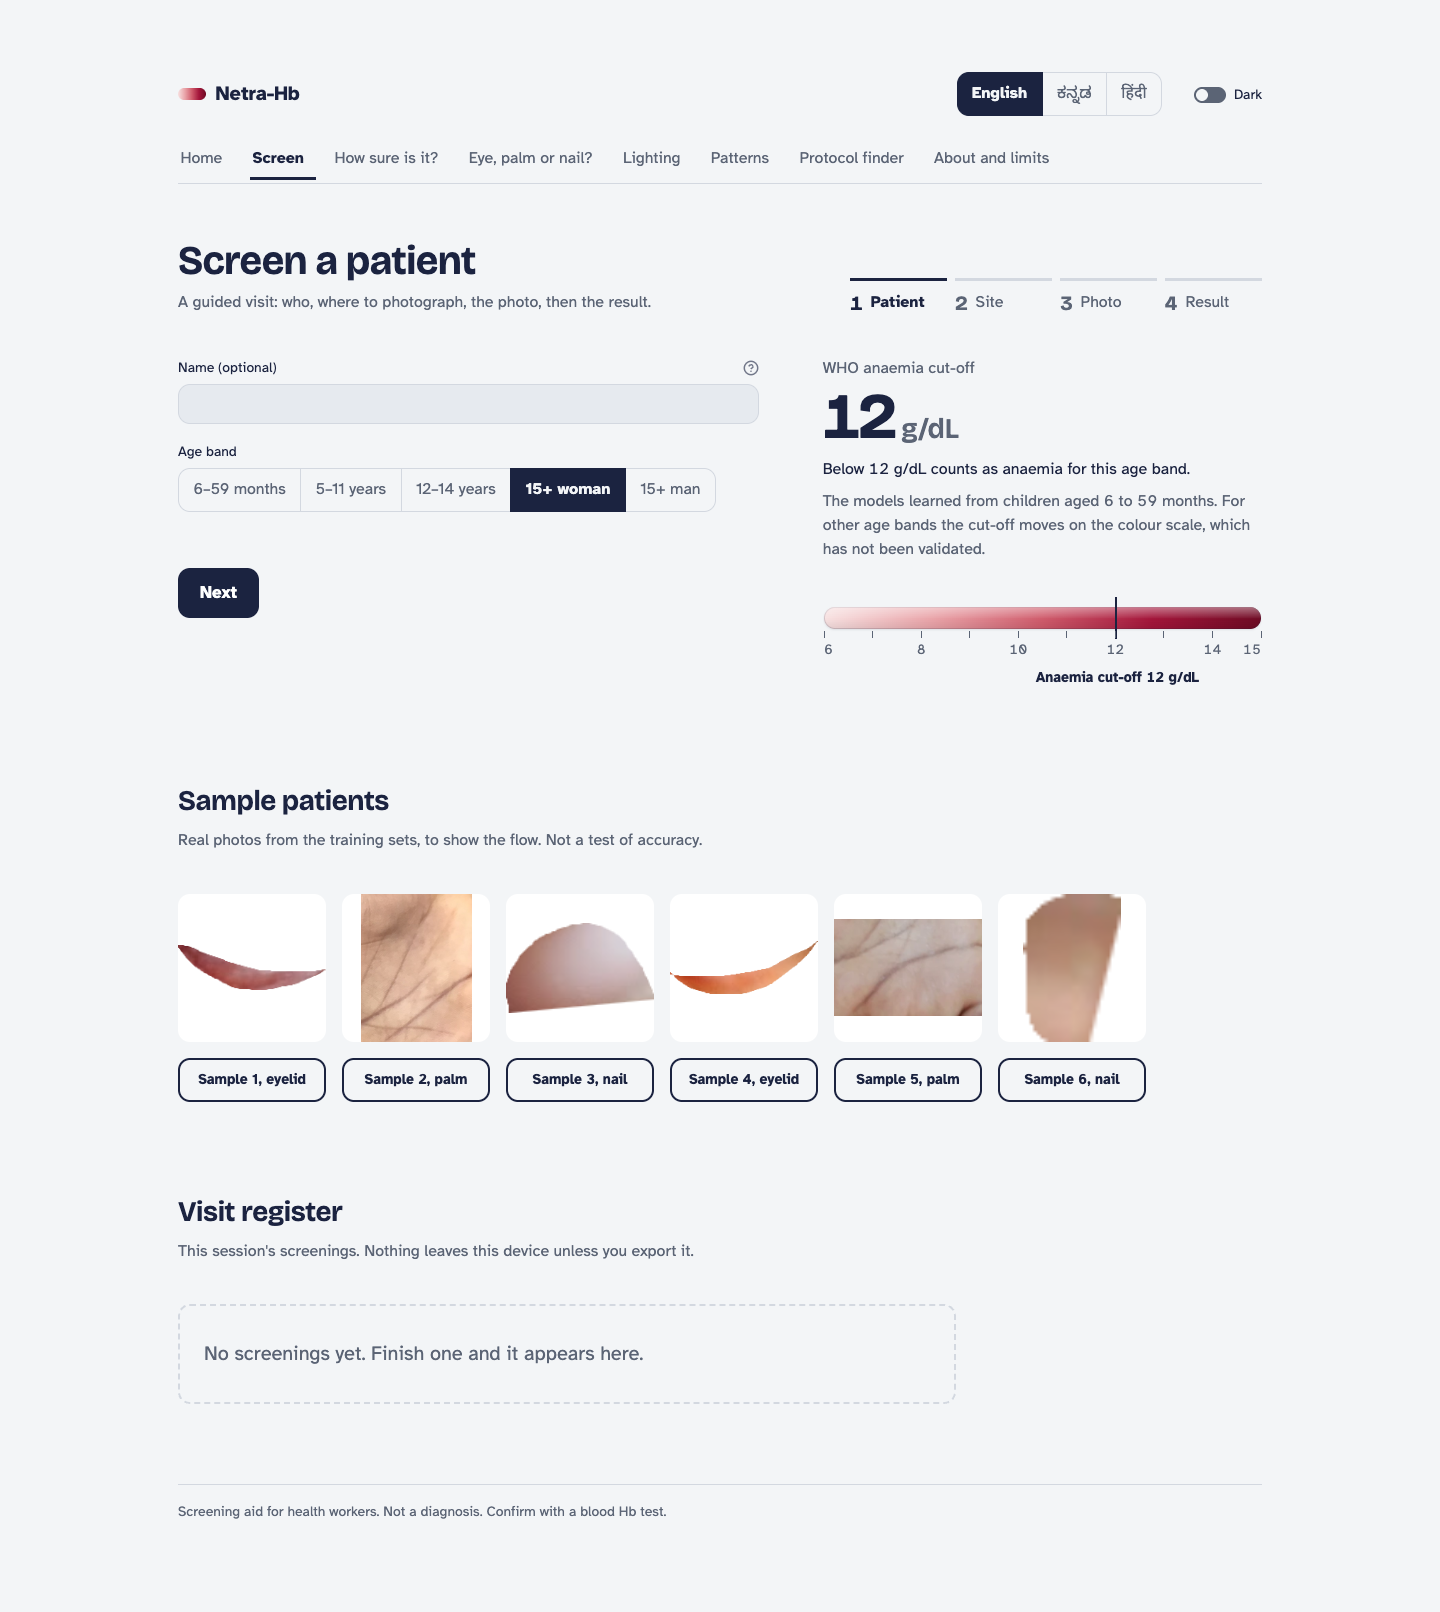 Netra-Hb
English
ಕನ್ನಡ
हिंदी
Dark
Home
Screen
How sure is it?
Eye, palm or nail?
Lighting
Patterns
Protocol finder
About and limits
Screen a patient
A guided visit: who, where to photograph, the photo, then the result.
1 Patient
2 Site
3 Photo
4 Result
Name (optional)
?
Age band
6–59 months
5–11 years
12–14 years
15+ woman
15+ man
Next
WHO anaemia cut-off
12 g/dL
Below 12 g/dL counts as anaemia for this age band.
The models learned from children aged 6 to 59 months. For
other age bands the cut-off moves on the colour scale, which
has not been validated.
6 8 10 12 14 15
Anaemia cut-off 12 g/dL
Sample patients
Real photos from the training sets, to show the flow. Not a test of accuracy.
Sample 1, eyelid
Sample 2, palm
Sample 3, nail
Sample 4, eyelid
Sample 5, palm
Sample 6, nail
Visit register
This session's screenings. Nothing leaves this device unless you export it.
No screenings yet. Finish one and it appears here.
Screening aid for health workers. Not a diagnosis. Confirm with a blood Hb test.